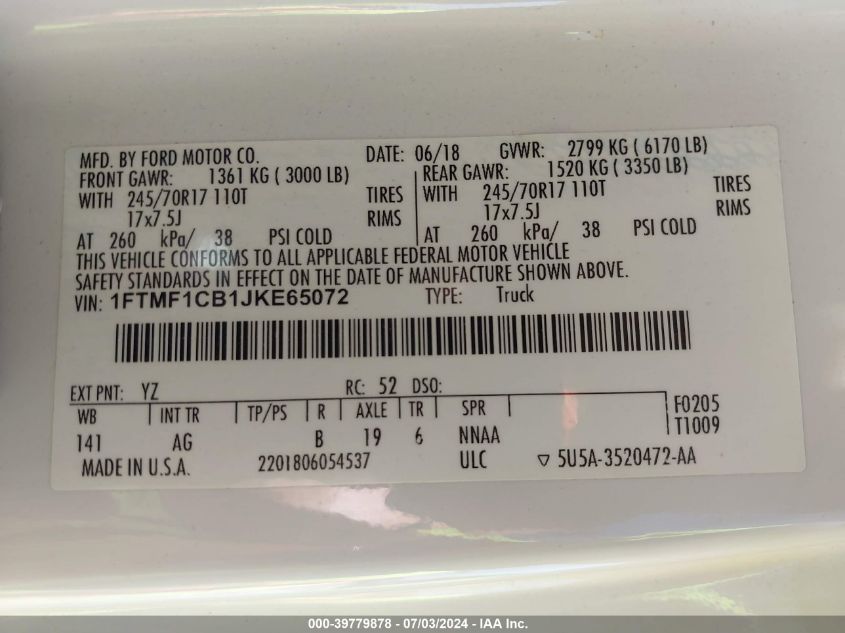 MFD. BY FORD MOTOR CO. DATE: 06/18 GVWR: 2799 KG ( 6170 LB)
FRONT GAWR: 1361 KG ( 3000 LB) REAR GAWR: 1520 KG ( 3350 LB)
WITH 245/70R17 110T TIRES WITH 245/70R17 110T TIRES
17x7.5J RIMS 17x7.5J RIMS
AT 260 kPa/ 38 PSI COLD AT 260 kPa/ 38 PSI COLD
THIS VEHICLE CONFORMS TO ALL APPLICABLE FEDERAL MOTOR VEHICLE
SAFETY STANDARDS IN EFFECT ON THE DATE OF MANUFACTURE SHOWN ABOVE.
VIN: 1FTMF1CB1JKE65072 TYPE: Truck
EXT PNT: YZ RC: 52 DSO:
WB INT TR TP/PS R AXLE TR SPR F0205
T1009
141 AG B 19 6 NNAA
MADE IN U.S.A. 2201806054537 ULC ▽ 5U5A-3520472-AA
000-39779878 - 07/03/2024 - IAA Inc.